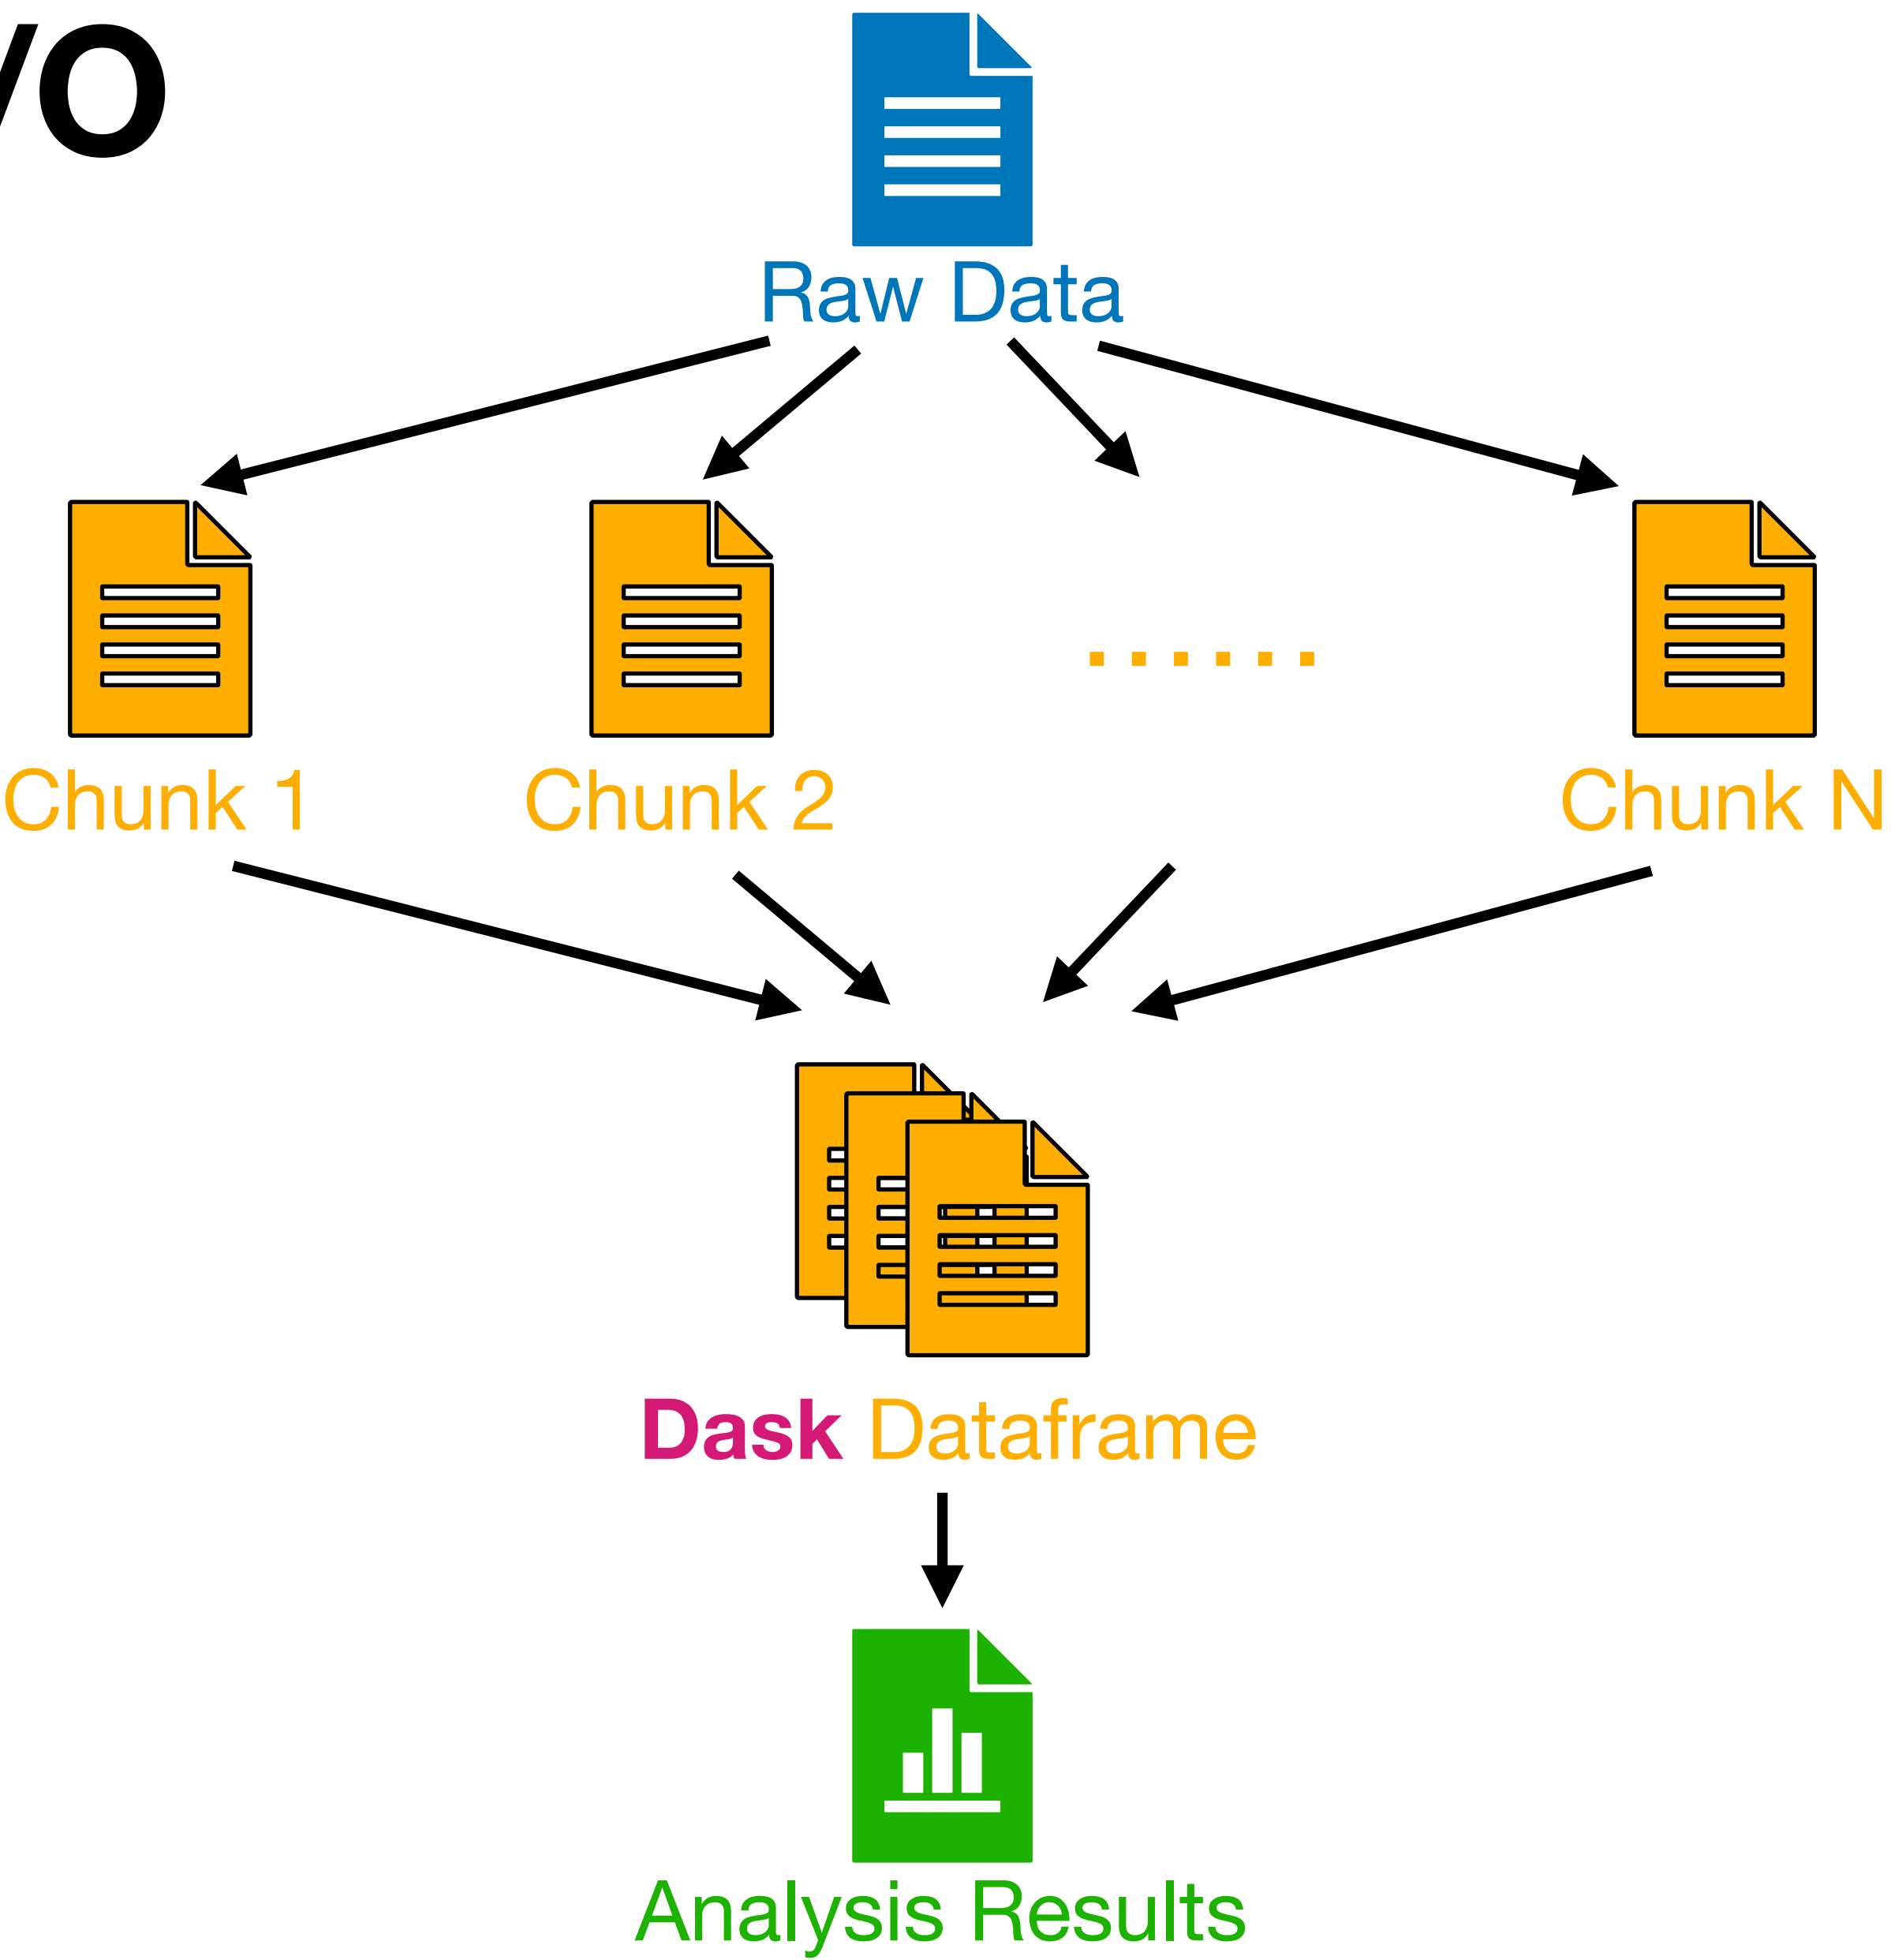 /O
Raw Data
Chunk 1 Chunk 2 ...... Chunk N
Dask Dataframe
Analysis Results